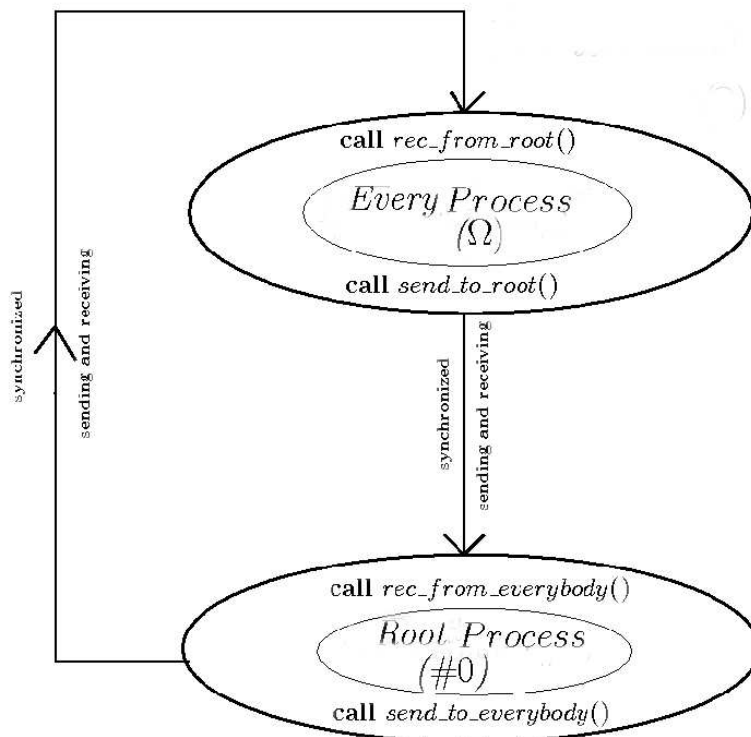 call rec_from_root()
Every Process
(Ω)
call send_to_root()
synchronized
sending and receiving
synchronized
sending and receiving
call rec_from_everybody()
Root Process
(#0)
call send_to_everybody()